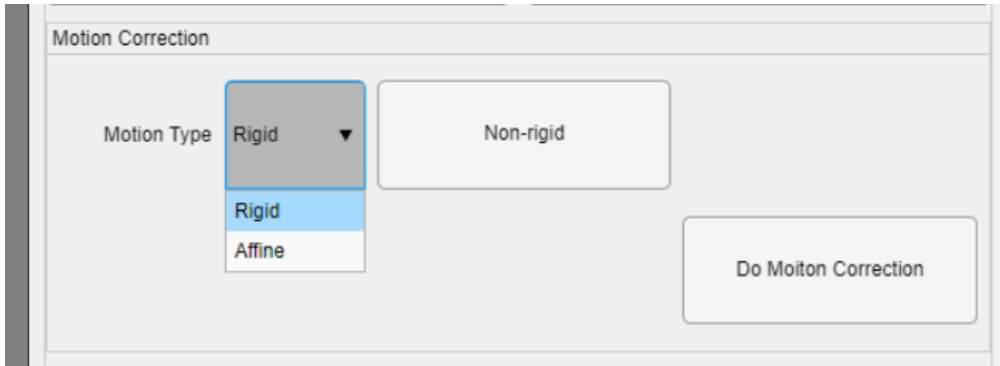 Motion Correction
Motion Type
Rigid
Non-rigid
Rigid
Affine
Do Moiton Correction